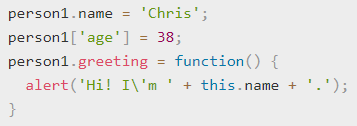 person1.name = 'Chris';
person1['age'] = 38;
person1.greeting = function() {
  alert('Hi! I\'m ' + this.name + '.');
}